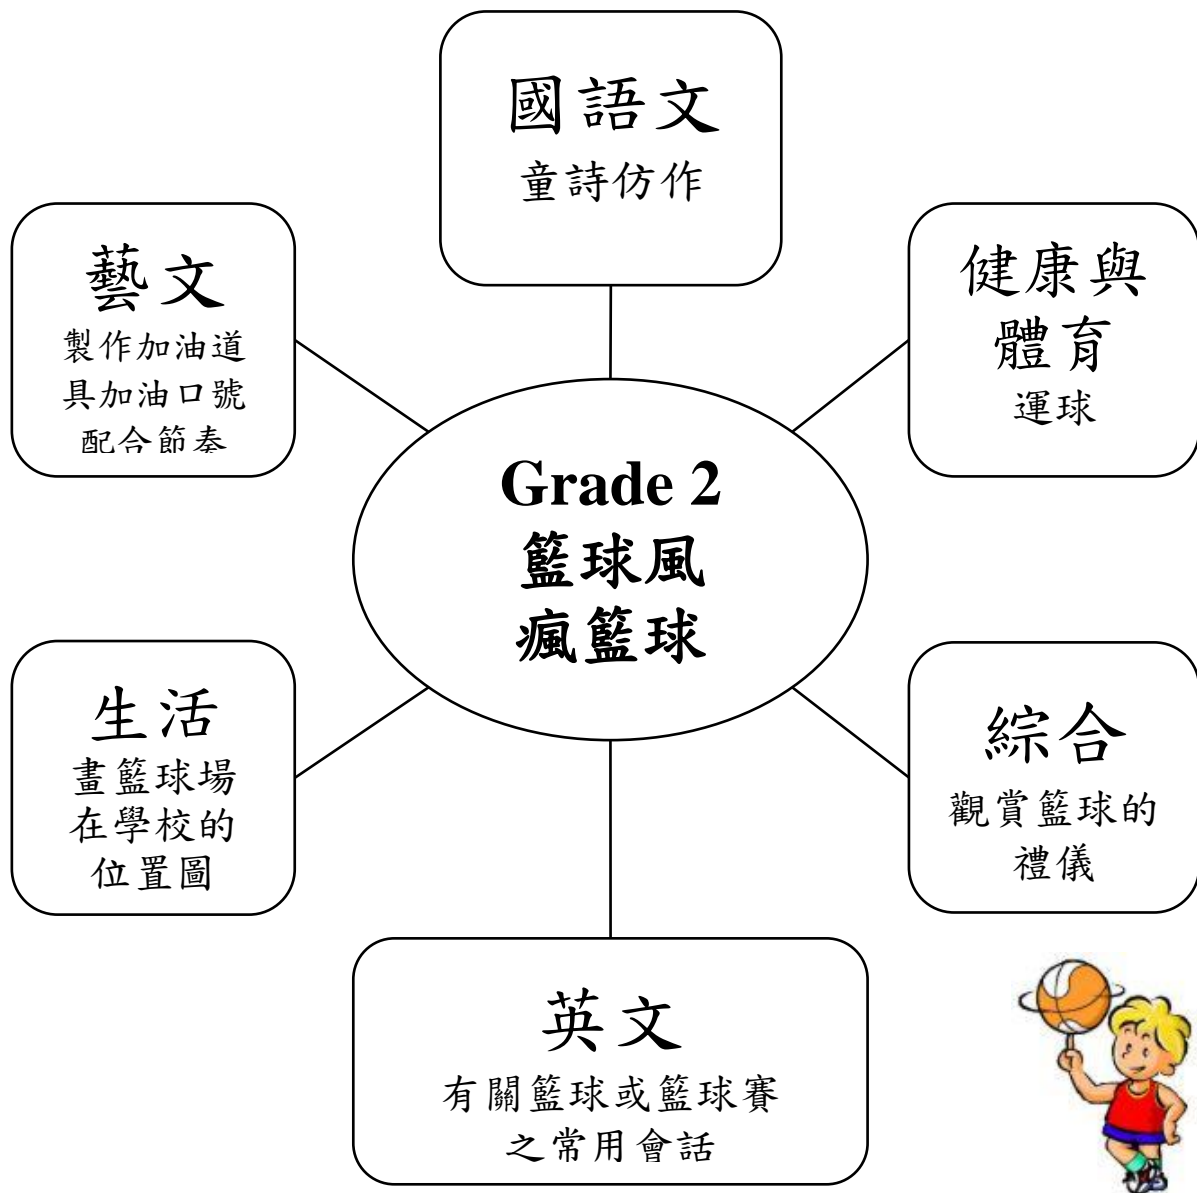 國語文
童詩仿作
藝文
製作加油道
具加油口號
配合節奏
健康與
體育
運球
Grade 2
籃球風
瘋籃球
生活
畫籃球場
在學校的
位置圖
綜合
觀賞籃球的
禮儀
英文
有關籃球或籃球賽
之常用會話